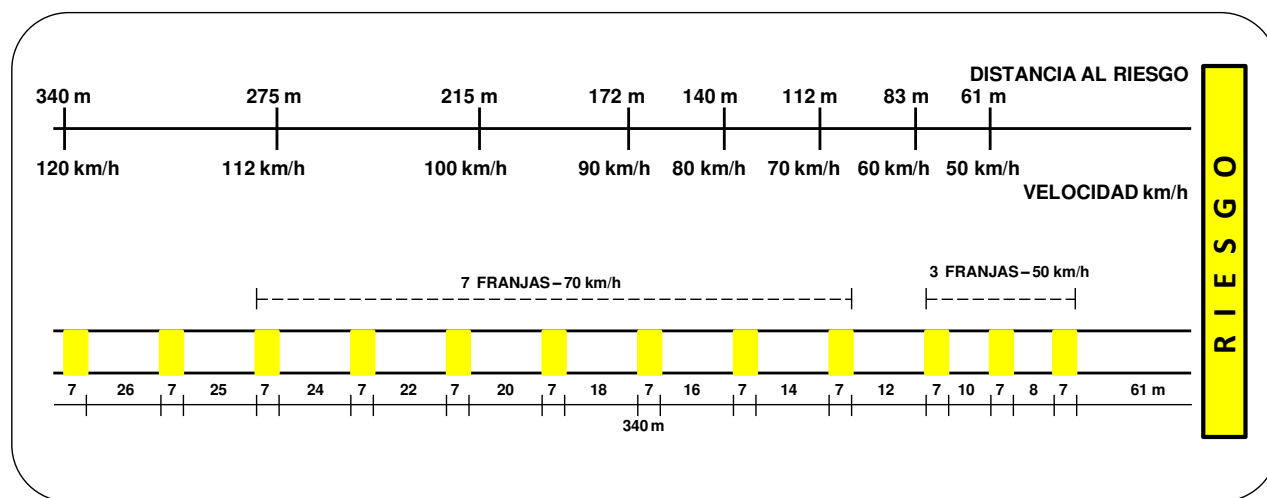 DISTANCIA AL RIESGO
340 m 275 m 215 m 172 m 140 m 112 m 83 m 61 m
120 km/h 112 km/h 100 km/h 90 km/h 80 km/h 70 km/h 60 km/h 50 km/h
VELOCIDAD km/h
RIESGO
7 FRANJAS – 70 km/h 3 FRANJAS – 50 km/h
7 26 7 25 7 24 7 22 7 20 7 18 7 16 7 14 7 12 7 10 7 8 7 61 m
340 m